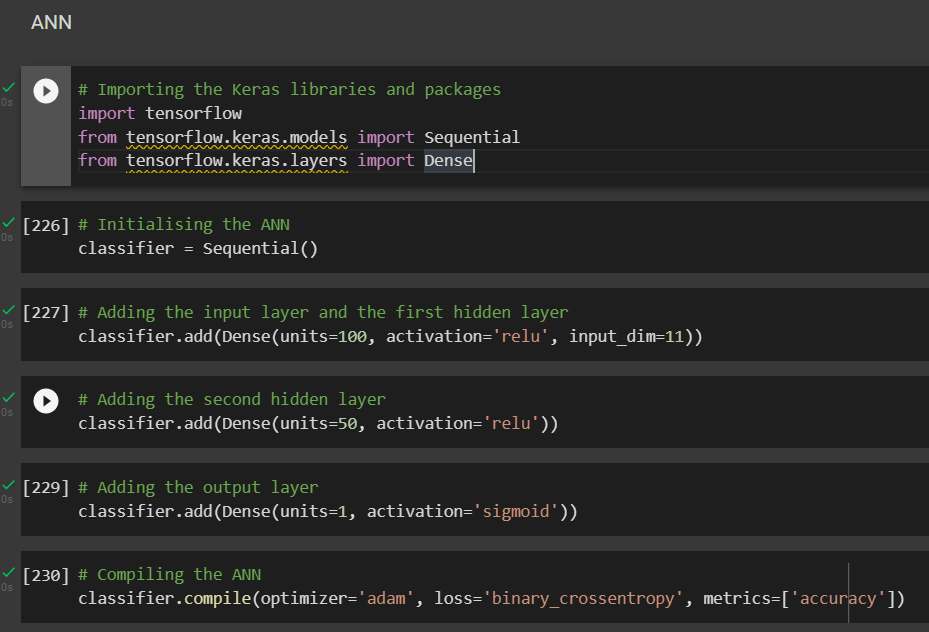 ANN
# Importing the Keras libraries and packages
import tensorflow
from tensorflow.keras.models import Sequential
from tensorflow.keras.layers import Dense
0s
[226] # Initialising the ANN
classifier = Sequential()
0s
[227] # Adding the input layer and the first hidden layer
classifier.add(Dense(units=100, activation='relu', input_dim=11))
0s
# Adding the second hidden layer
classifier.add(Dense(units=50, activation='relu'))
0s
[229] # Adding the output layer
classifier.add(Dense(units=1, activation='sigmoid'))
0s
[230] # Compiling the ANN
classifier.compile(optimizer='adam', loss='binary_crossentropy', metrics=['accuracy'])
0s